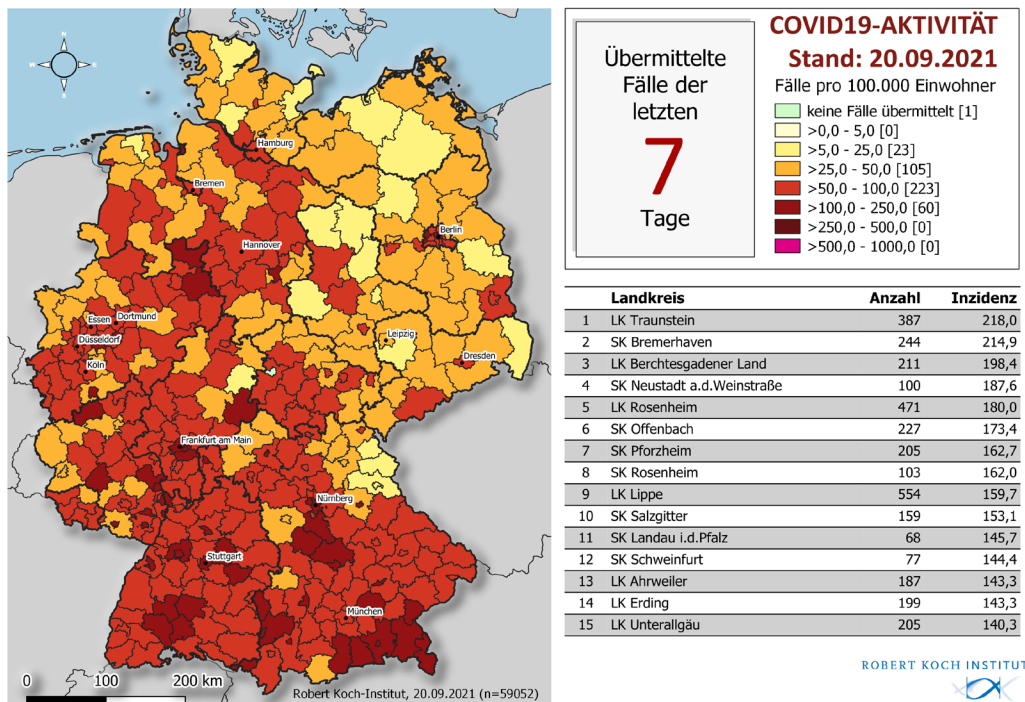 N
W
E
S
Hamburg
Bremen
Berlin
Hannover
Essen
Dortmund
Düsseldorf
Köln
Leipzig
Dresden
Frankfurt am Main
Nürnberg
Stuttgart
München
0 100 200 km
Robert Koch-Institut, 20.09.2021 (n=59052)
Übermittelte
Fälle der
letzten
7
Tage
COVID19-AKTIVITÄT
Stand: 20.09.2021
Fälle pro 100.000 Einwohner
keine Fälle übermittelt [1]
>0,0 - 5,0 [0]
>5,0 - 25,0 [23]
>25,0 - 50,0 [105]
>50,0 - 100,0 [223]
>100,0 - 250,0 [60]
>250,0 - 500,0 [0]
>500,0 - 1000,0 [0]
Landkreis Anzahl Inzidenz
1 LK Traunstein 387 218,0
2 SK Bremerhaven 244 214,9
3 LK Berchtesgadener Land 211 198,4
4 SK Neustadt a.d.Weinstraße 100 187,6
5 LK Rosenheim 471 180,0
6 SK Offenbach 227 173,4
7 SK Pforzheim 205 162,7
8 SK Rosenheim 103 162,0
9 LK Lippe 554 159,7
10 SK Salzgitter 159 153,1
11 SK Landau i.d.Pfalz 68 145,7
12 SK Schweinfurt 77 144,4
13 LK Ahrweiler 187 143,3
14 LK Erding 199 143,3
15 LK Unterallgäu 205 140,3
ROBERT KOCH INSTITUT